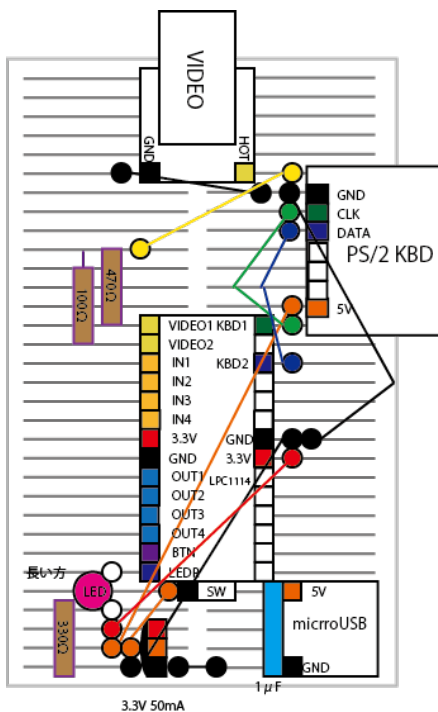 VIDEO
GND
HOT
GND
CLK
DATA
PS/2 KBD
5V
470Ω
100Ω
VIDEO1 KBD1
VIDEO2
IN1
KBD2
IN2
IN3
IN4
3.3V
GND
GND
3.3V
OUT1
LPC1114
OUT2
OUT3
OUT4
BTN
長い方
LEDP
LED
SW
5V
330Ω
micrroUSB
GND
1μF
3.3V 50mA